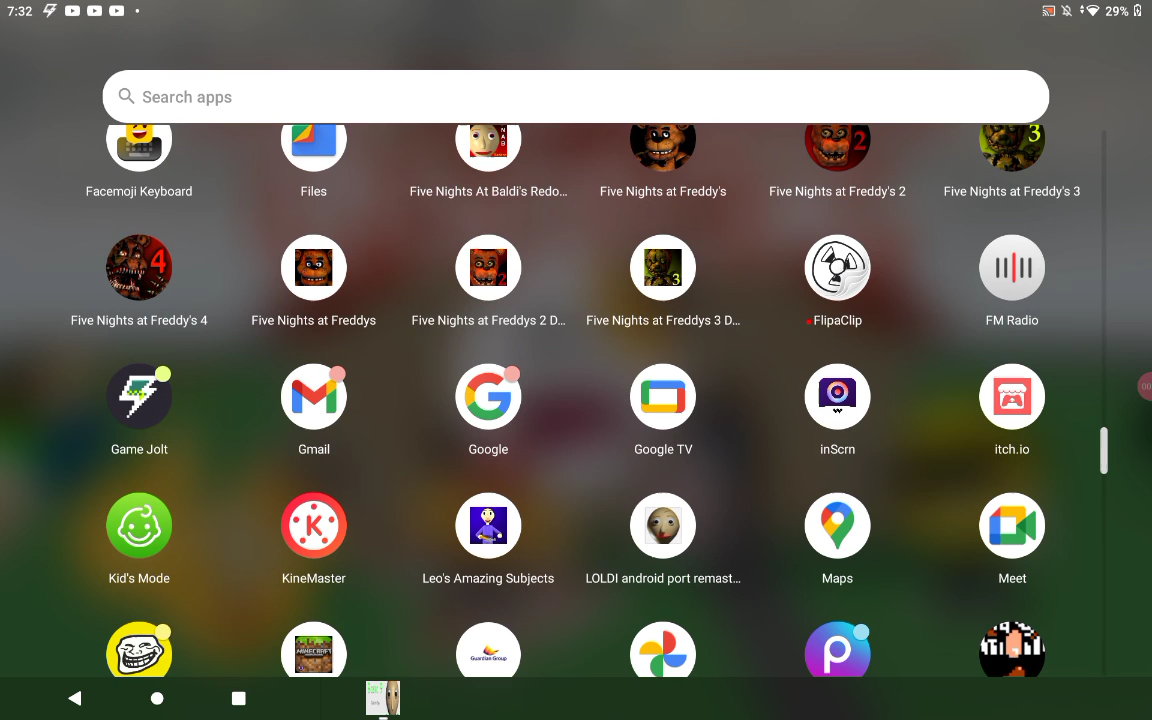 7:32
29%
Search apps
Facemoji Keyboard
Files
Five Nights At Baldi's Redo...
Five Nights at Freddy's
Five Nights at Freddy's 2
Five Nights at Freddy's 3
Five Nights at Freddy's 4
Five Nights at Freddys
Five Nights at Freddys 2 D...
Five Nights at Freddys 3 D...
FlipaClip
FM Radio
Game Jolt
Gmail
Google
Google TV
inScrn
itch.io
Kid's Mode
KineMaster
Leo's Amazing Subjects
LOLDI android port remast...
Maps
Meet
MINECRAFT
Guardian Group